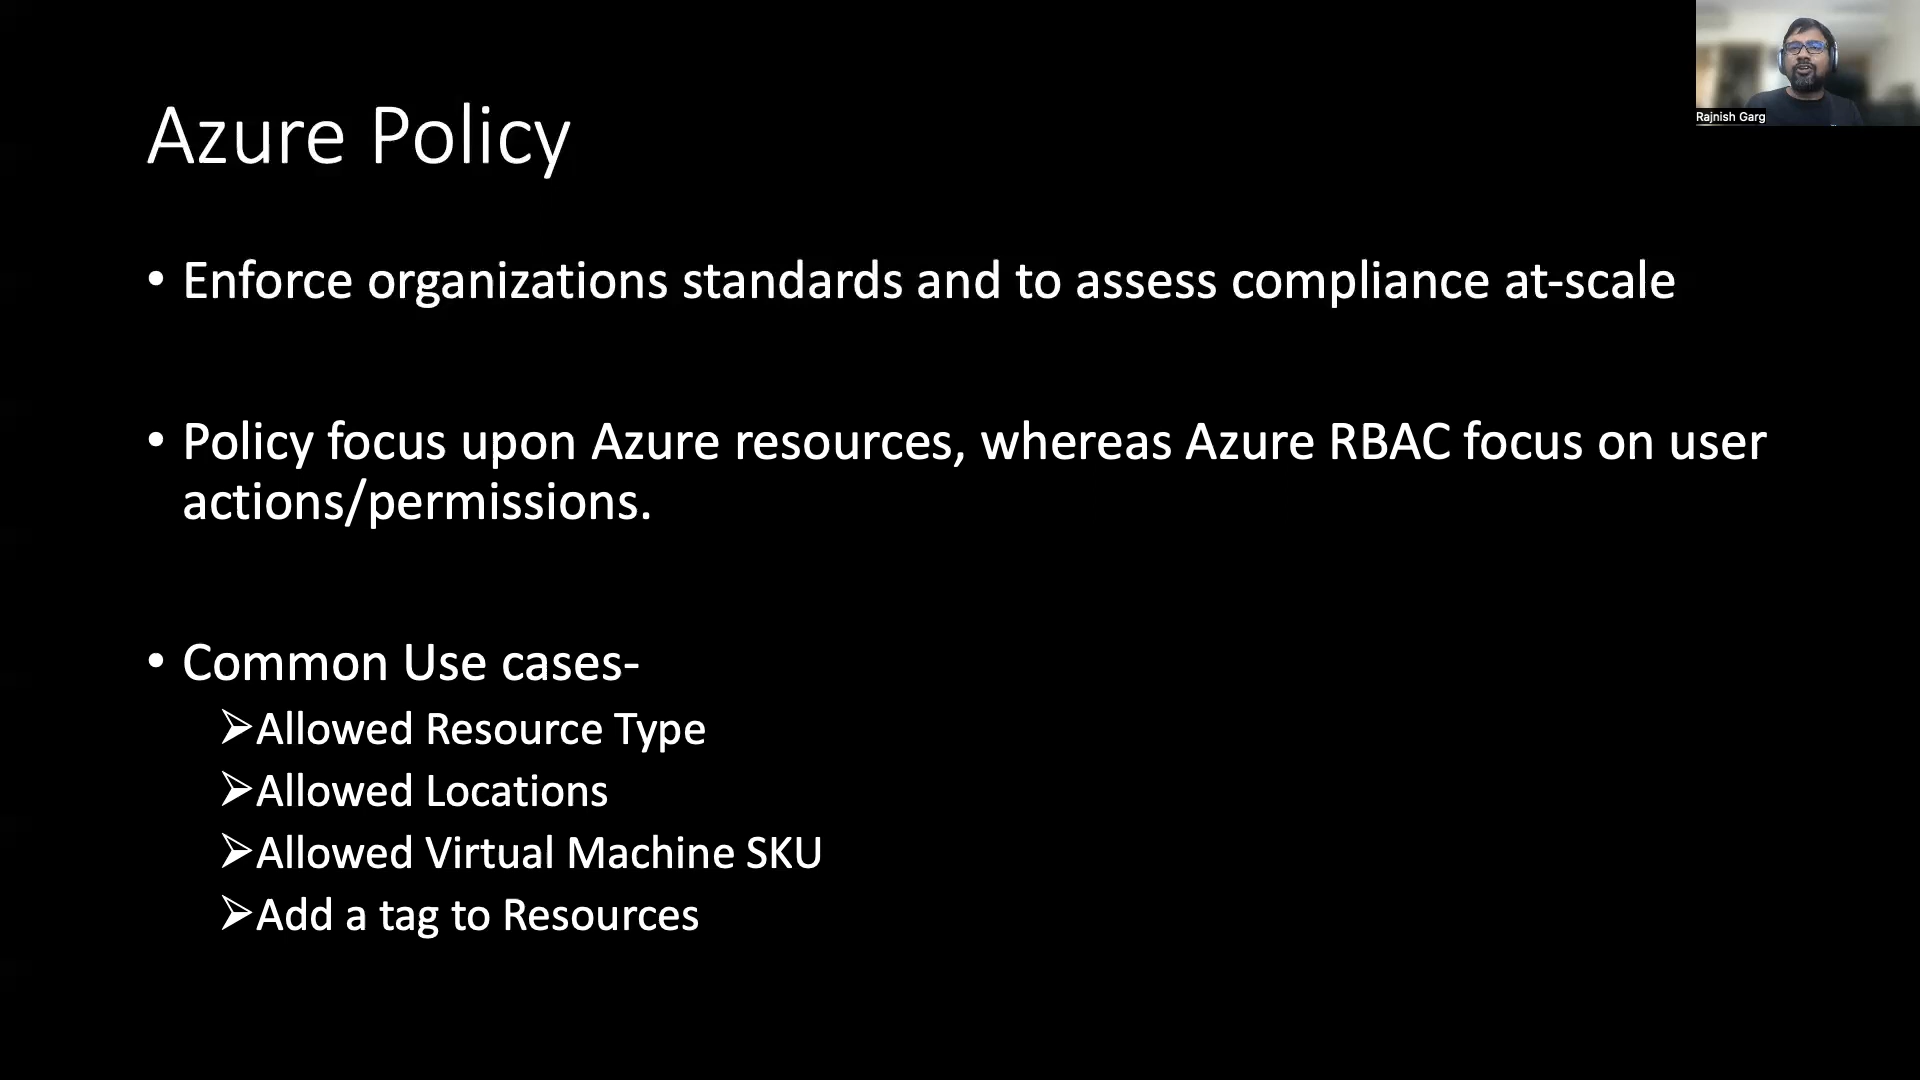 Azure Policy
Rajnish Garg
• Enforce organizations standards and to assess compliance at-scale
• Policy focus upon Azure resources, whereas Azure RBAC focus on user
actions/permissions.
• Common Use cases-
➢Allowed Resource Type
➢Allowed Locations
➢Allowed Virtual Machine SKU
➢Add a tag to Resources